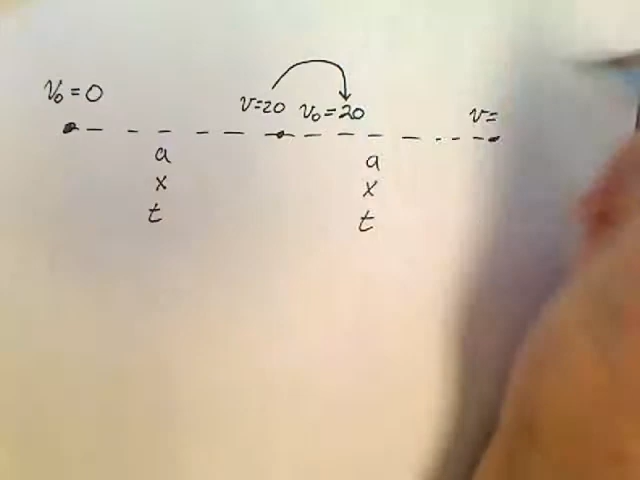 v₀ = 0
v=20 v₀ = 20 v=
a a
x x
t t